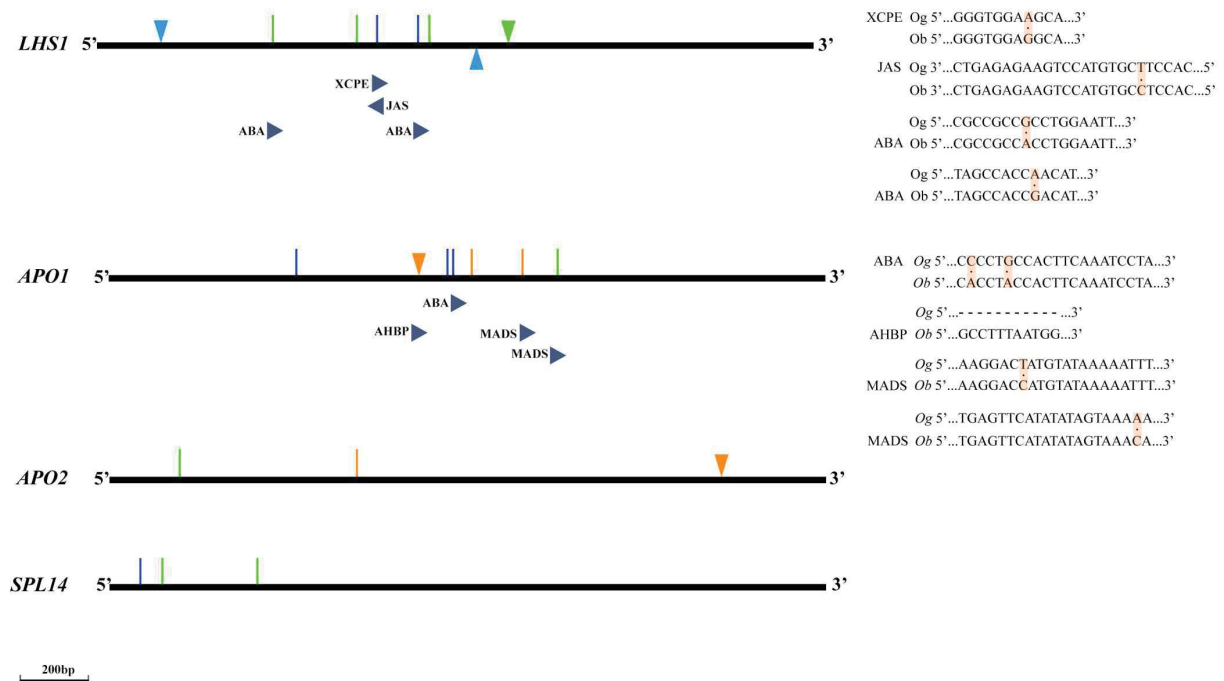 LHS1 5’ 3’
XCPE
JAS
ABA ABA
APO1 5’ 3’
ABA
AHBP MADS
MADS
APO2 5’ 3’
SPL14 5’ 3’
200bp
XCPE Og 5’...GGGTGGAAGCA...3’
Ob 5’...GGGTGGAGGCA...3’
JAS Og 3’...CTGAGAGAAGTCCATGTGCTTCCAC...5’
Ob 3’...CTGAGAGAAGTCCATGTGCCTCCAC...5’
Og 5’...CGCCGCCGCCTGGAATT...3’
ABA Ob 5’...CGCCGCCACCTGGAATT...3’
Og 5’...TAGCCACCAACAT...3’
ABA Ob 5’...TAGCCACCGACAT...3’
ABA Og 5’...CCCCTGCCACTTCAAATCCTA...3’
Ob 5’...CACCTACCACTTCAAATCCTA...3’
Og 5’...- - - - - - - - - - - ...3’
AHBP Ob 5’...GCCTTTAATGG...3’
Og 5’...AAGGACTATGTATAAAAATTT...3’
MADS Ob 5’...AAGGACCATGTATAAAAATTT...3’
Og 5’...TGAGTTCATATATAGTAAAAA...3’
MADS Ob 5’...TGAGTTCATATATAGTAAACA...3’